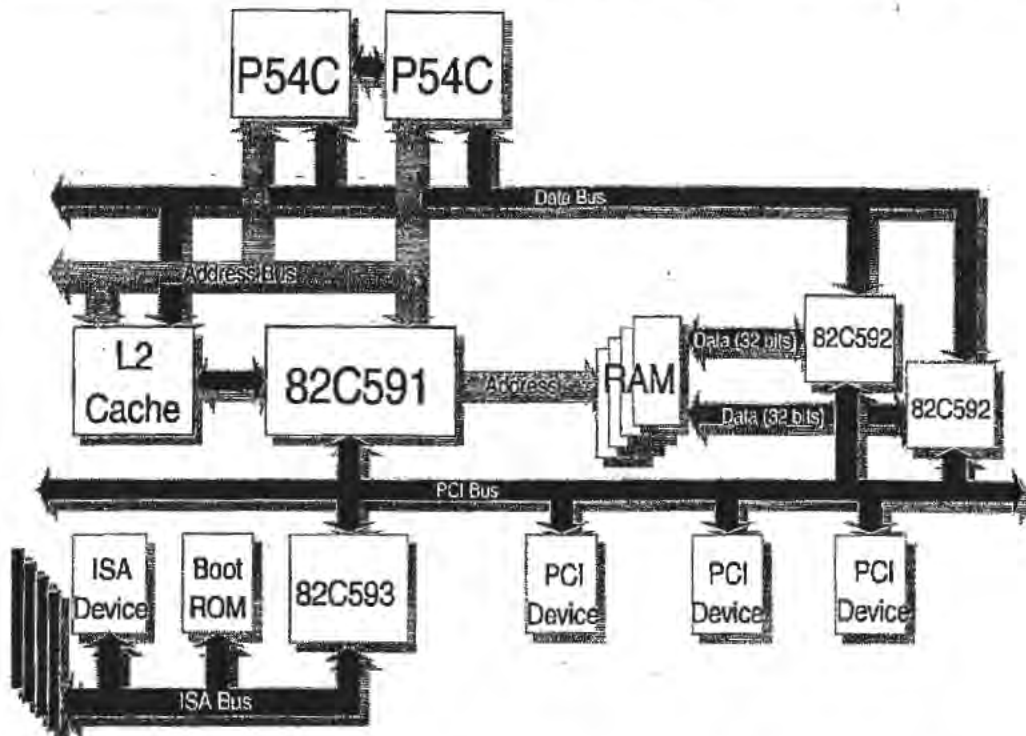 P54C
P54C
Data Bus
Address Bus
L2
Cache
82C591
Address
RAM
Data (32 bits)
82C592
Data (32 bits)
82C592
PCI Bus
ISA
Device
Boot
ROM
82C593
PCI
Device
PCI
Device
PCI
Device
ISA Bus